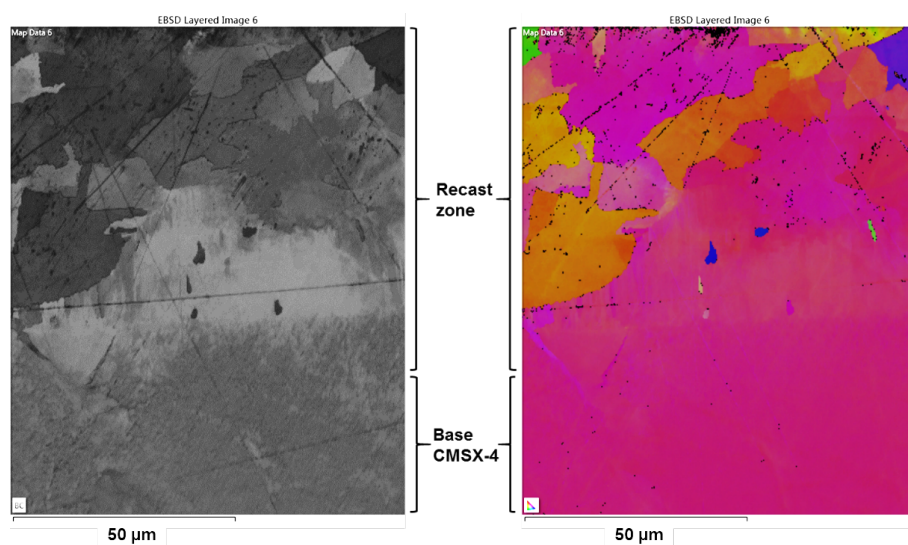 EBSD Layered Image 6
EBSD Layered Image 6
Map Data 6
Map Data 6
Recast
zone
Base
CMSX-4
BC
50 µm
50 µm